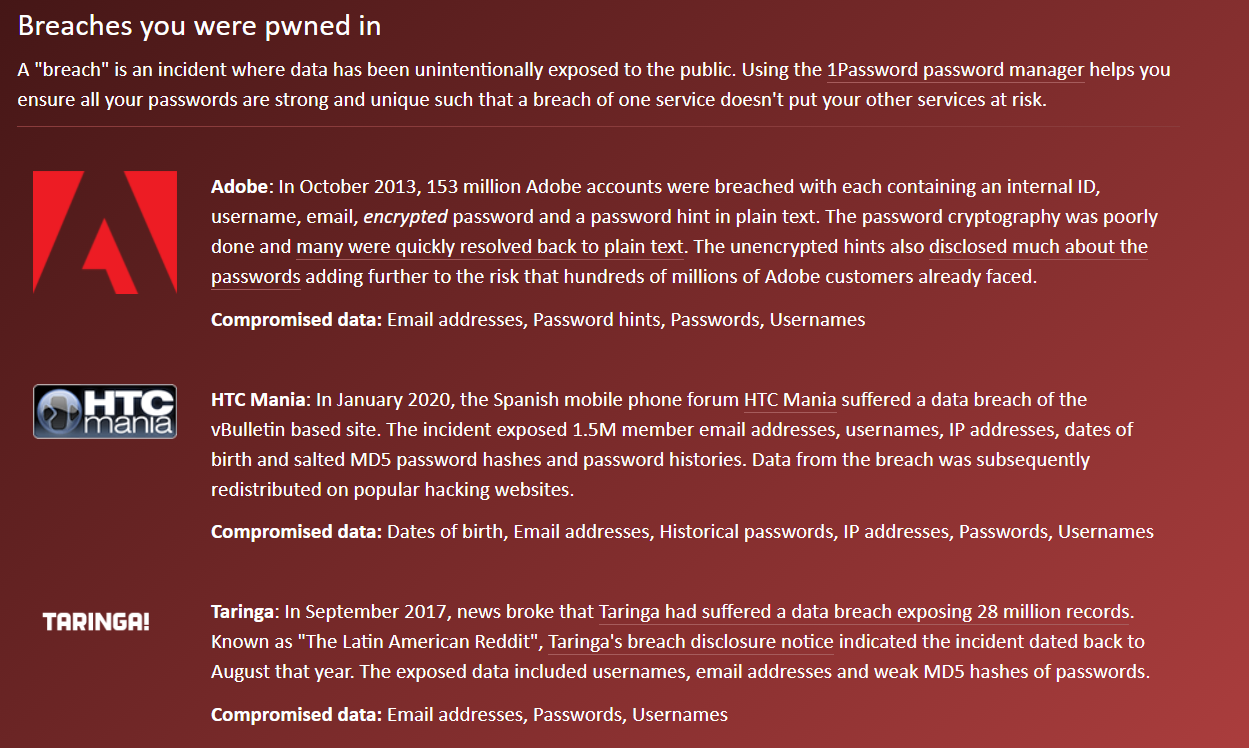 Breaches you were pwned in
A "breach" is an incident where data has been unintentionally exposed to the public. Using the 1Password password manager helps you
ensure all your passwords are strong and unique such that a breach of one service doesn't put your other services at risk.
Adobe: In October 2013, 153 million Adobe accounts were breached with each containing an internal ID,
username, email, encrypted password and a password hint in plain text. The password cryptography was poorly
done and many were quickly resolved back to plain text. The unencrypted hints also disclosed much about the
passwords adding further to the risk that hundreds of millions of Adobe customers already faced.
Compromised data: Email addresses, Password hints, Passwords, Usernames
HTC
mania
HTC Mania: In January 2020, the Spanish mobile phone forum HTC Mania suffered a data breach of the
vBulletin based site. The incident exposed 1.5M member email addresses, usernames, IP addresses, dates of
birth and salted MD5 password hashes and password histories. Data from the breach was subsequently
redistributed on popular hacking websites.
Compromised data: Dates of birth, Email addresses, Historical passwords, IP addresses, Passwords, Usernames
TARINGA!
Taringa: In September 2017, news broke that Taringa had suffered a data breach exposing 28 million records.
Known as "The Latin American Reddit", Taringa's breach disclosure notice indicated the incident dated back to
August that year. The exposed data included usernames, email addresses and weak MD5 hashes of passwords.
Compromised data: Email addresses, Passwords, Usernames